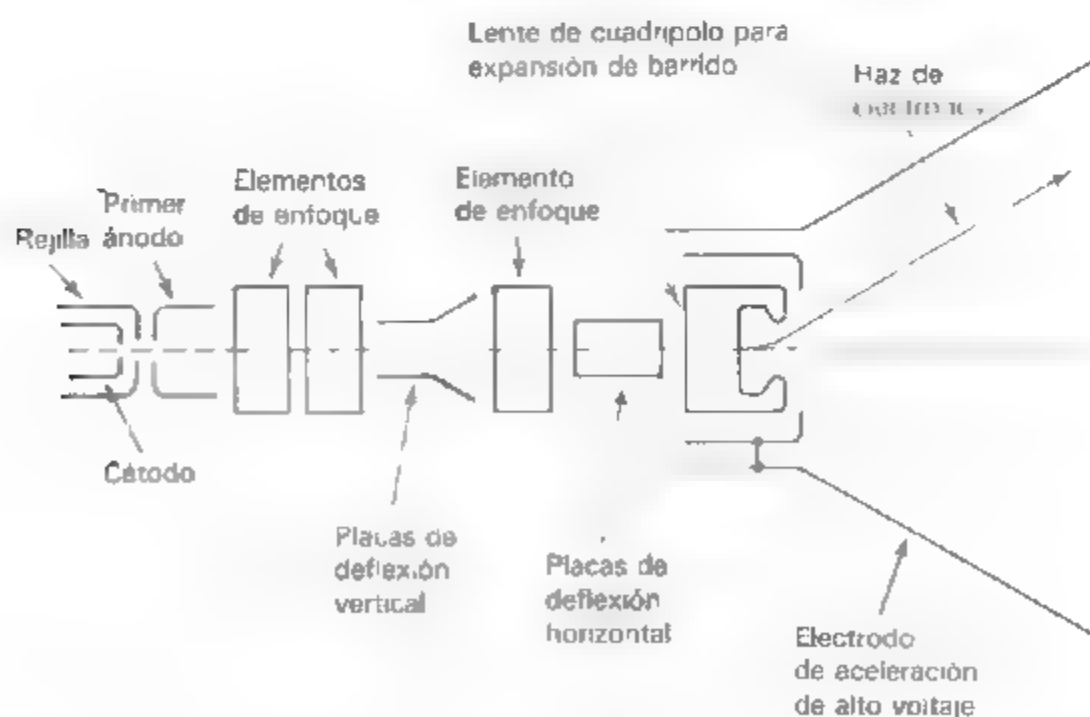 Lente de cuadripolo para
expansión de barrido
Haz de
Elementos
de enfoque
Elemento
de enfoque
Primer
ánodo
Rejilla
Cátodo
Placas de
deflexión
vertical
Placas de
deflexión
horizontal
Electrodo
de aceleración
de alto voltaje